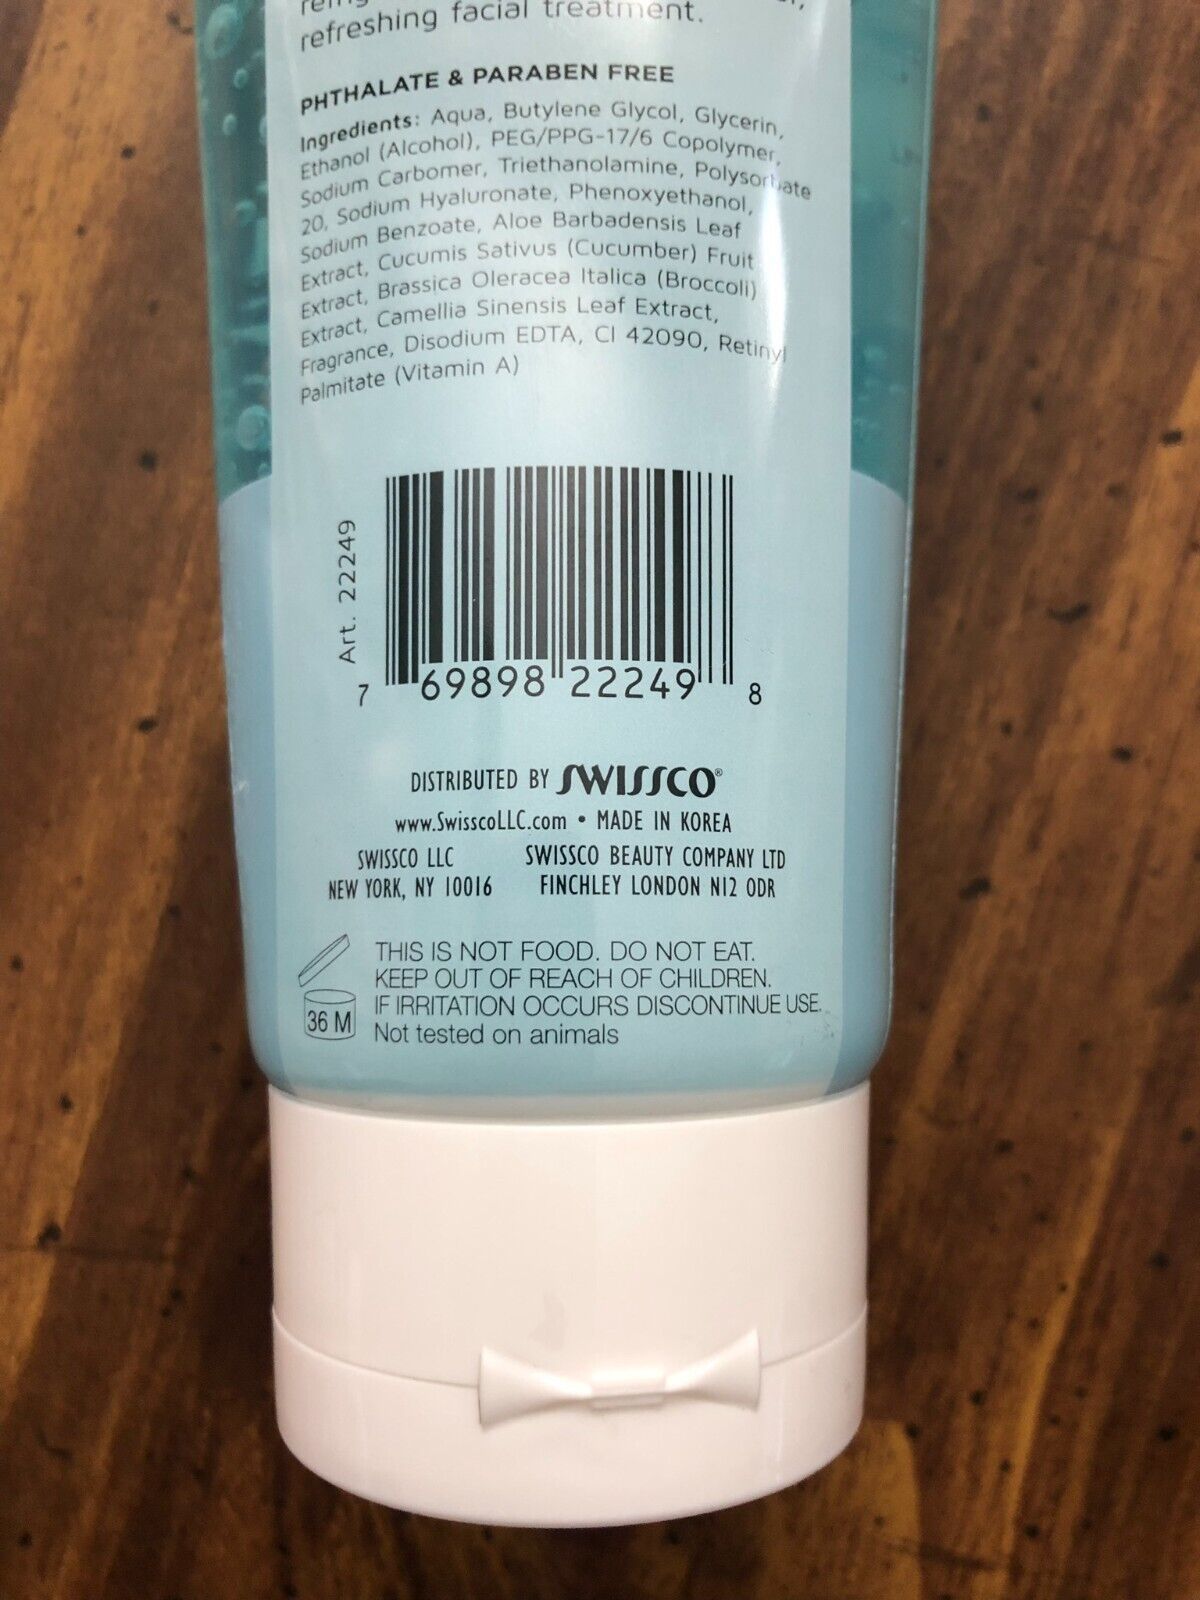 refreshing facial treatment.
PHTHALATE & PARABEN FREE
Ingredients: Aqua, Butylene Glycol, Glycerin,
Ethanol (Alcohol), PEG/PPG-17/6 Copolymer,
Sodium Carbomer, Triethanolamine, Polysorbate
20, Sodium Hyaluronate, Phenoxyethanol,
Sodium Benzoate, Aloe Barbadensis Leaf
Extract, Cucumis Sativus (Cucumber) Fruit
Extract, Brassica Oleracea Italica (Broccoli)
Extract, Camellia Sinensis Leaf Extract,
Fragrance, Disodium EDTA, CI 42090, Retinyl
Palmitate (Vitamin A)
Art. 22249
7 69898 22249 8
DISTRIBUTED BY SWISSCO®
www.SwisscoLLC.com • MADE IN KOREA
SWISSCO LLC SWISSCO BEAUTY COMPANY LTD
NEW YORK, NY 10016 FINCHLEY LONDON N12 0DR
THIS IS NOT FOOD. DO NOT EAT.
KEEP OUT OF REACH OF CHILDREN.
IF IRRITATION OCCURS DISCONTINUE USE.
Not tested on animals
36 M